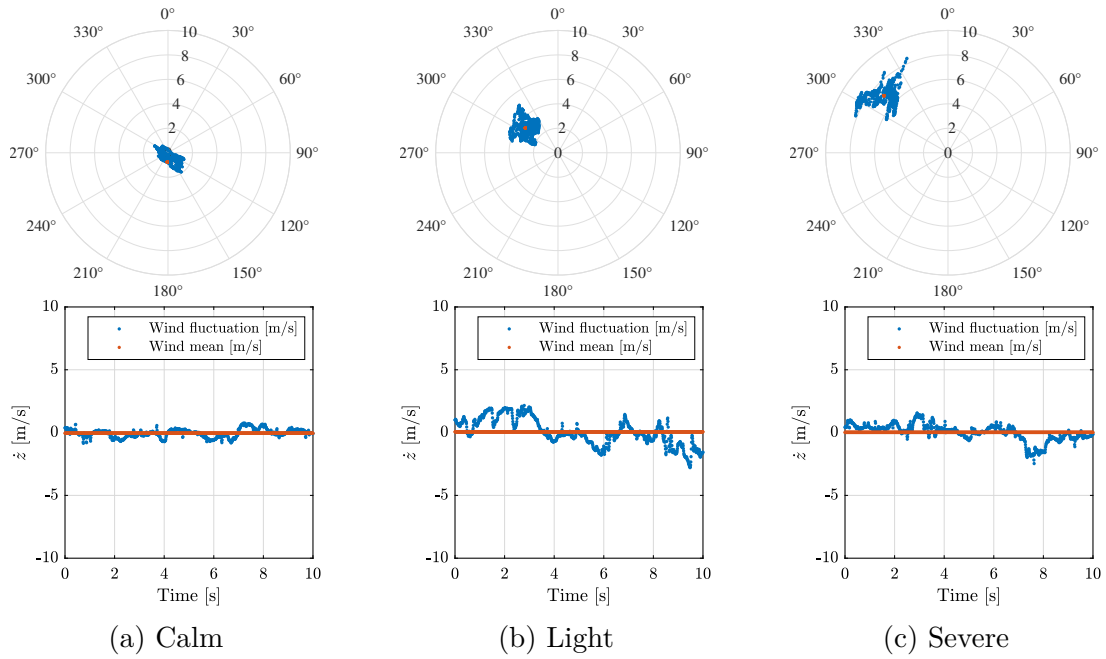 0°
330° 10 30°
8
300° 6 60°
4
2
270° 90°
240° 120°
210° 150°
180°
0°
330° 10 30°
8
300° 6 60°
4
2
270° 0 90°
240° 120°
210° 150°
180°
0°
330° 10 30°
8
300° 6 60°
4
2
270° 0 90°
240° 120°
210° 150°
180°
10
Wind fluctuation [m/s]
Wind mean [m/s]
5
ż [m/s]
0
-5
-10
0 2 4 6 8 10
Time [s]
(a) Calm
10
Wind fluctuation [m/s]
Wind mean [m/s]
5
ż [m/s]
0
-5
-10
0 2 4 6 8 10
Time [s]
(b) Light
10
Wind fluctuation [m/s]
Wind mean [m/s]
5
ż [m/s]
0
-5
-10
0 2 4 6 8 10
Time [s]
(c) Severe